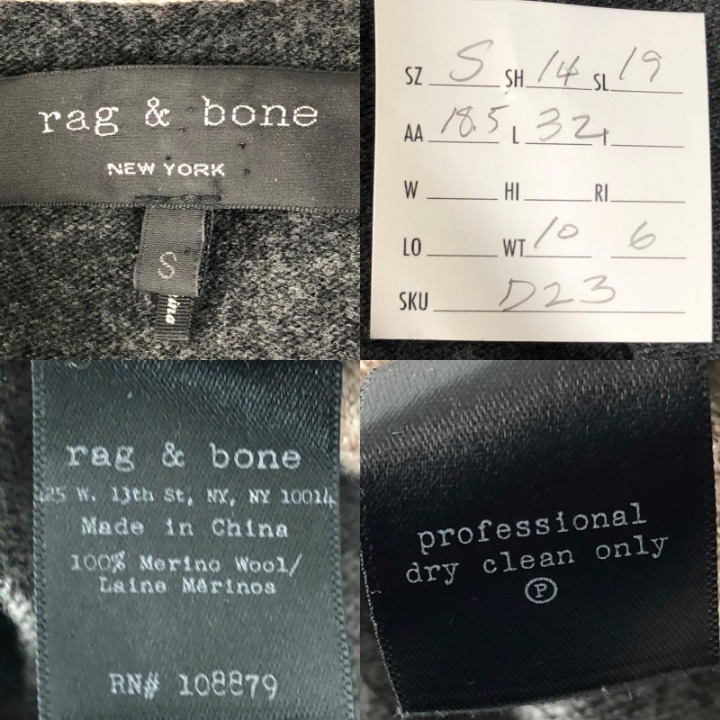 rag & bone
NEW YORK
S
SZ S SH 14 SL 19
AA 18.5 L 32 I
W HI RI
LO WT 10 6
SKU D23
rag & bone
425 W. 13th St, NY, NY 10014
Made in China
100% Merino Wool/
Laine Mérinos
RN# 108879
professional
dry clean only
P